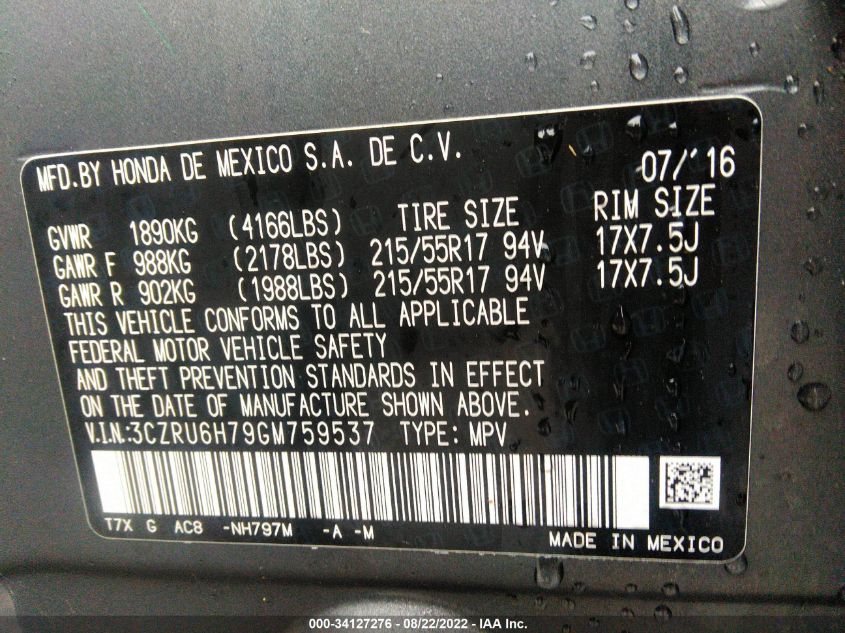 MFD.BY HONDA DE MEXICO S.A. DE C.V. 07/'16
GVWR 1890KG (4166LBS) TIRE SIZE RIM SIZE
GAWR F 988KG (2178LBS) 215/55R17 94V 17X7.5J
GAWR R 902KG (1988LBS) 215/55R17 94V 17X7.5J
THIS VEHICLE CONFORMS TO ALL APPLICABLE
FEDERAL MOTOR VEHICLE SAFETY
AND THEFT PREVENTION STANDARDS IN EFFECT
ON THE DATE OF MANUFACTURE SHOWN ABOVE.
V.I.N.:3CZRU6H79GM759537 TYPE: MPV
T7X G AC8 -NH797M -A -M
MADE IN MEXICO
000-34127276 - 08/22/2022 - IAA Inc.